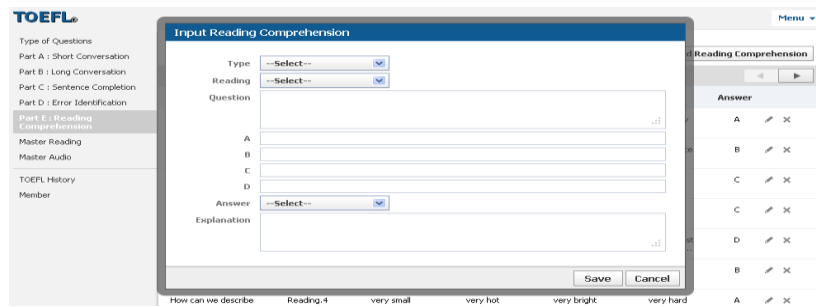 TOEFL®
Menu
Type of Questions
Part A : Short Conversation
Part B : Long Conversation
Part C : Sentence Completion
Part D : Error Identification
Part E : Reading
Comprehension
Master Reading
Master Audio
TOEFL History
Member
Input Reading Comprehension
Type --Select--
Reading --Select--
Question
A
B
C
D
Answer --Select--
Explanation
Save Cancel
Reading Comprehension
Answer
A
B
C
C
D
B
How can we describe Reading.4 very small very hot very bright very hard A